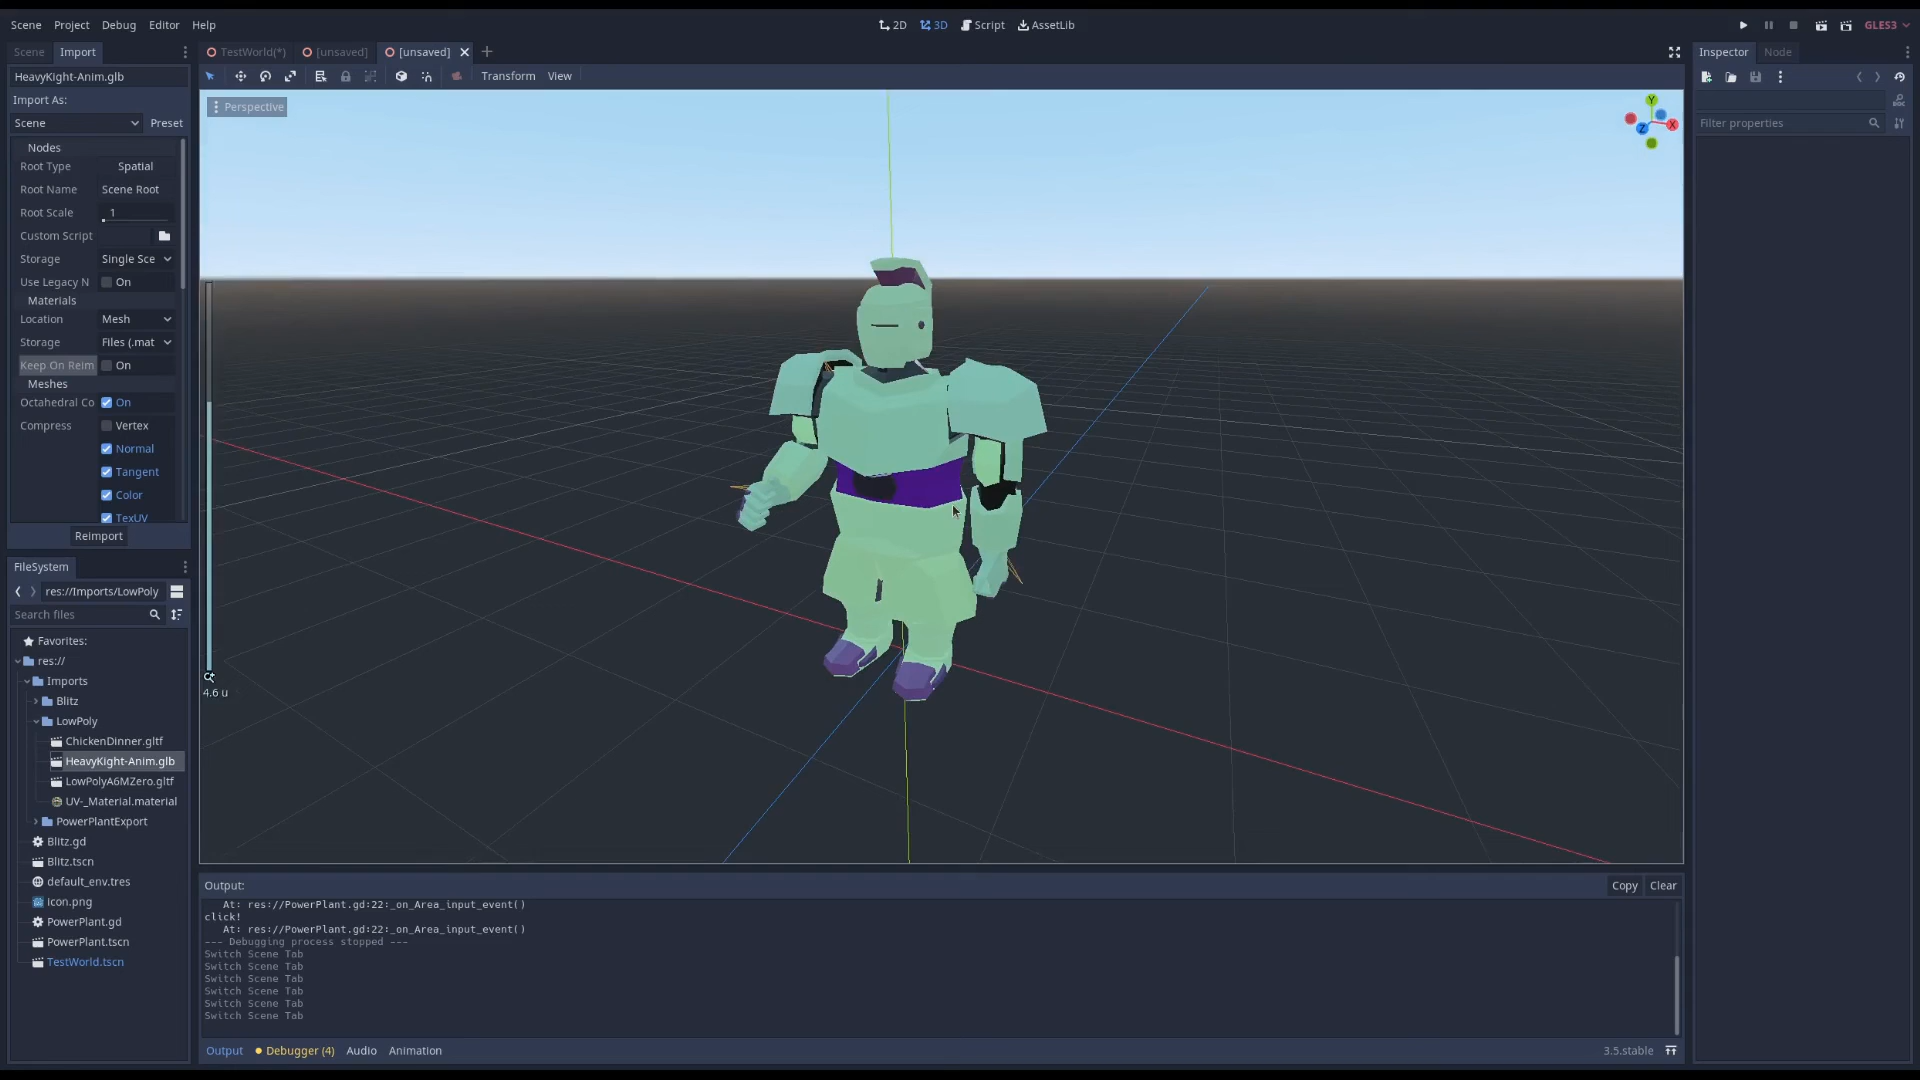 Scene Project Debug Editor Help
2D 3D Script AssetLib
GLES3
Scene Import
TestWorld(*) [unsaved] [unsaved]
Inspector Node
HeavyKight-Anim.glb
Transform View
Import As:
Scene Preset
Perspective
Y
X
Z
Filter properties
Nodes
Root Type Spatial
Root Name Scene Root
Root Scale 1
Custom Script
Storage Single Sce
Use Legacy N On
Materials
Location Mesh
Storage Files (.mat
Keep On Reim On
Meshes
Octahedral Co On
Compress Vertex
Normal
Tangent
Color
TexUV
Reimport
FileSystem
res://Imports/LowPoly
Search files
Favorites:
res://
Imports
Blitz
LowPoly
ChickenDinner.gltf
HeavyKight-Anim.glb
LowPolyA6MZero.gltf
UV-_Material.material
PowerPlantExport
Blitz.gd
Blitz.tscn
default_env.tres
icon.png
PowerPlant.gd
PowerPlant.tscn
TestWorld.tscn
4.6 u
Output: Copy Clear
At: res://PowerPlant.gd:22:_on_Area_input_event()
click!
At: res://PowerPlant.gd:22:_on_Area_input_event()
--- Debugging process stopped ---
Switch Scene Tab
Switch Scene Tab
Switch Scene Tab
Switch Scene Tab
Switch Scene Tab
Switch Scene Tab
Output Debugger (4) Audio Animation 3.5.stable